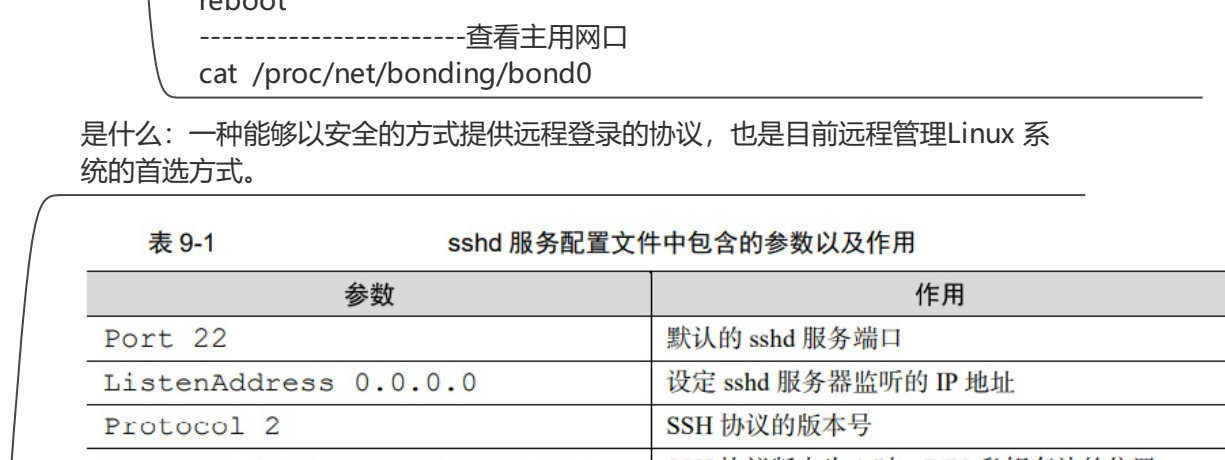 reboot
------------------------查看主用网口
cat /proc/net/bonding/bond0
是什么：一种能够以安全的方式提供远程登录的协议，也是目前远程管理Linux 系
统的首选方式。
表 9-1 sshd 服务配置文件中包含的参数以及作用
参数 作用
Port 22 默认的 sshd 服务端口
ListenAddress 0.0.0.0 设定 sshd 服务器监听的 IP 地址
Protocol 2 SSH 协议的版本号